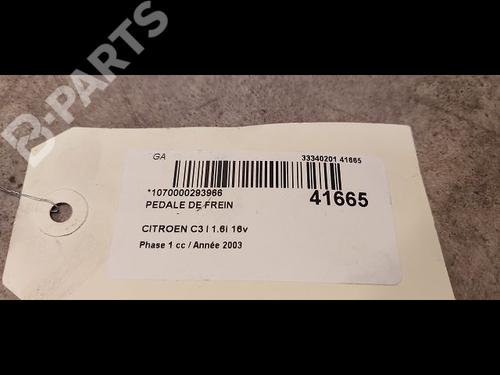 B-PARTS
GA 33340201 41665
*1070000293966
PEDALE DE FREIN 41665
CITROEN C3 I 1.6i 16v
Phase 1 cc / Année 2003